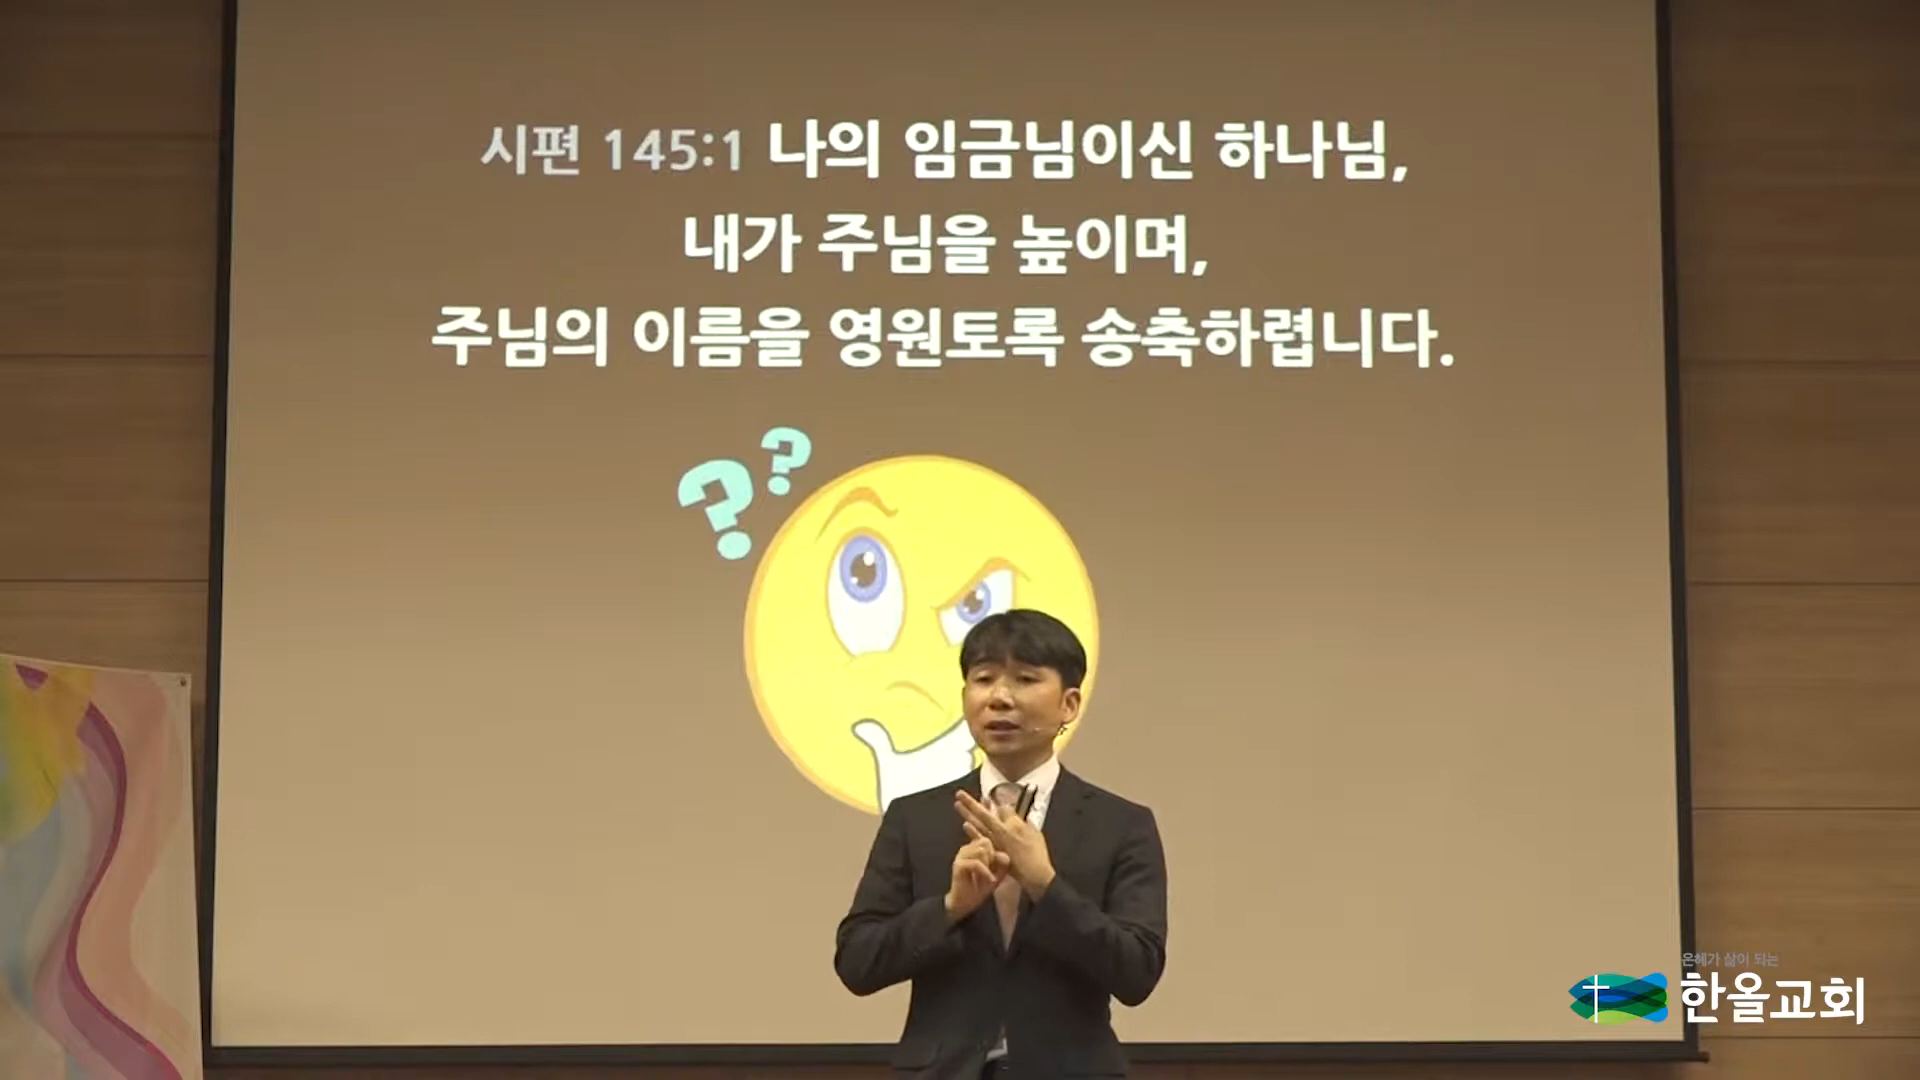 시편 145:1 나의 임금님이신 하나님,
내가 주님을 높이며,
주님의 이름을 영원토록 송축하렵니다.
??
은혜가 삶이 되는
한올교회